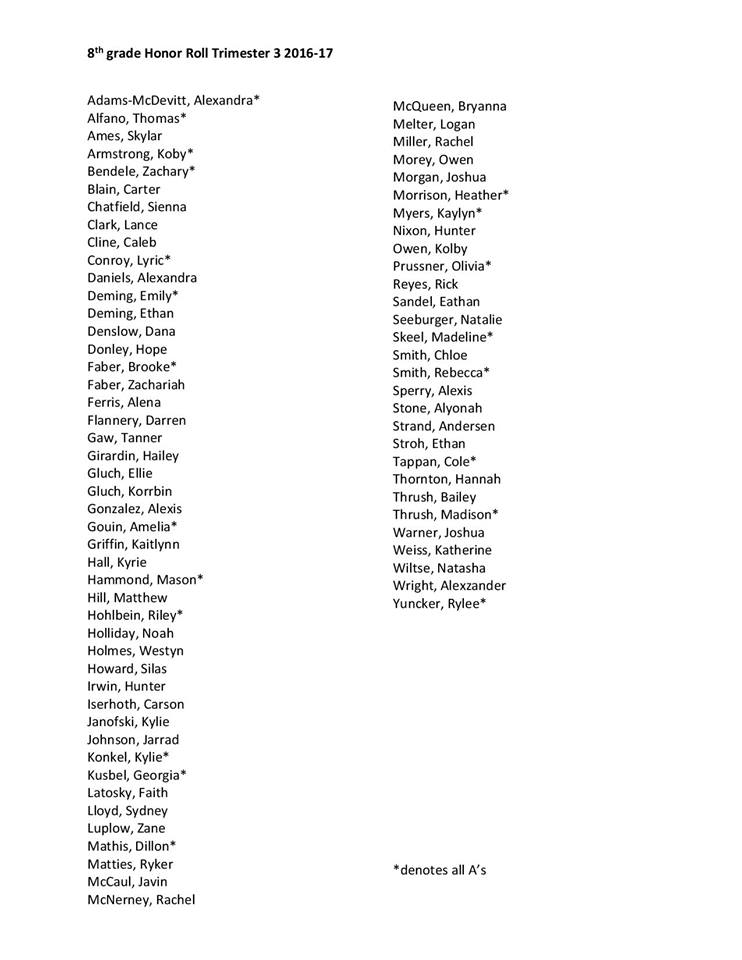 8th grade Honor Roll Trimester 3 2016-17
Adams-McDevitt, Alexandra*
Alfano, Thomas*
Ames, Skylar
Armstrong, Koby*
Bendele, Zachary*
Blain, Carter
Chatfield, Sienna
Clark, Lance
Cline, Caleb
Conroy, Lyric*
Daniels, Alexandra
Deming, Emily*
Deming, Ethan
Denslow, Dana
Donley, Hope
Faber, Brooke*
Faber, Zachariah
Ferris, Alena
Flannery, Darren
Gaw, Tanner
Girardin, Hailey
Gluch, Ellie
Gluch, Korrbin
Gonzalez, Alexis
Gouin, Amelia*
Griffin, Kaitlynn
Hall, Kyrie
Hammond, Mason*
Hill, Matthew
Hohlbein, Riley*
Holliday, Noah
Holmes, Westyn
Howard, Silas
Irwin, Hunter
Iserhoth, Carson
Janofski, Kylie
Johnson, Jarrad
Konkel, Kylie*
Kusbel, Georgia*
Latosky, Faith
Lloyd, Sydney
Luplow, Zane
Mathis, Dillon*
Matties, Ryker
McCaul, Javin
McNerney, Rachel
McQueen, Bryanna
Melter, Logan
Miller, Rachel
Morey, Owen
Morgan, Joshua
Morrison, Heather*
Myers, Kaylyn*
Nixon, Hunter
Owen, Kolby
Prussner, Olivia*
Reyes, Rick
Sandel, Eathan
Seeburger, Natalie
Skeel, Madeline*
Smith, Chloe
Smith, Rebecca*
Sperry, Alexis
Stone, Alyonah
Strand, Andersen
Stroh, Ethan
Tappan, Cole*
Thornton, Hannah
Thrush, Bailey
Thrush, Madison*
Warner, Joshua
Weiss, Katherine
Wiltse, Natasha
Wright, Alexzander
Yuncker, Rylee*
*denotes all A’s